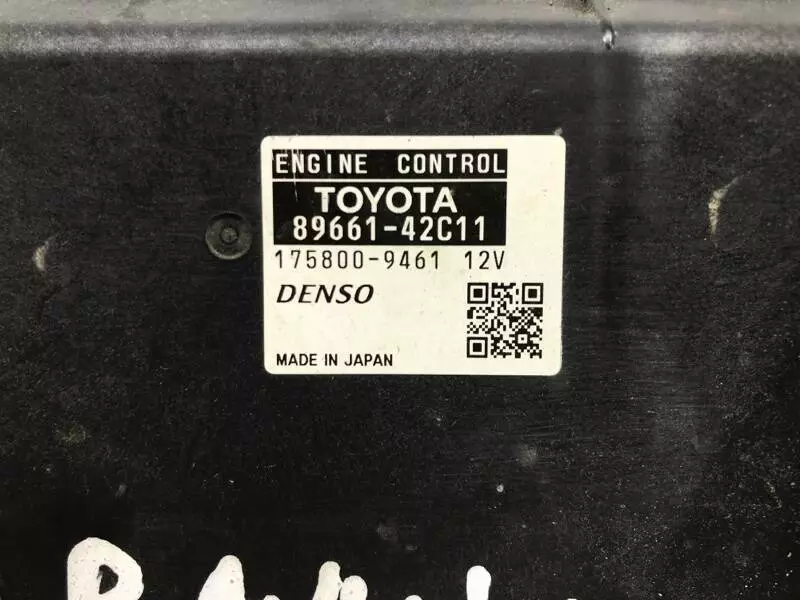 ENGINE CONTROL
TOYOTA
89661-42C11
175800-9461 12V
DENSO
MADE IN JAPAN